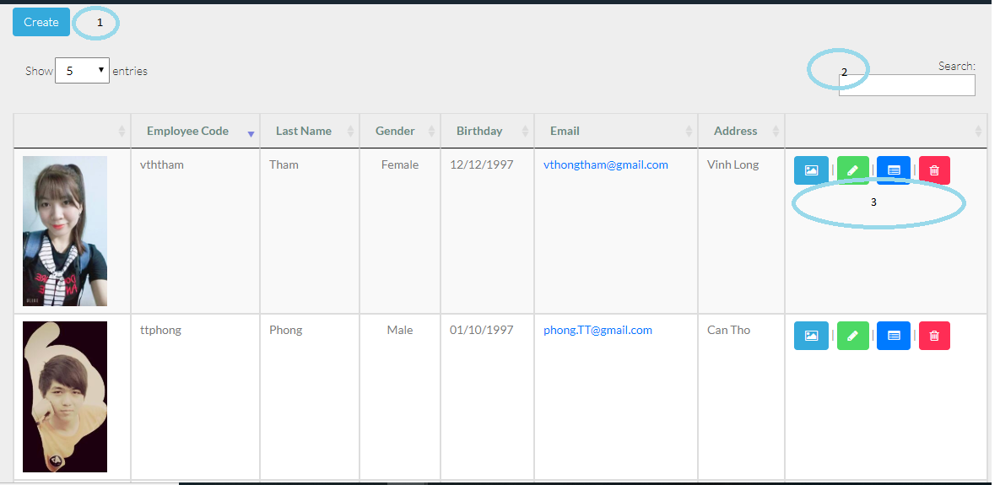 Create 1
Show 5 entries
Search:
2
Employee Code Last Name Gender Birthday Email Address
vththam Tham Female 12/12/1997 vthongtham@gmail.com Vinh Long | | |
3
ttphong Phong Male 01/10/1997 phong.TT@gmail.com Can Tho | | |